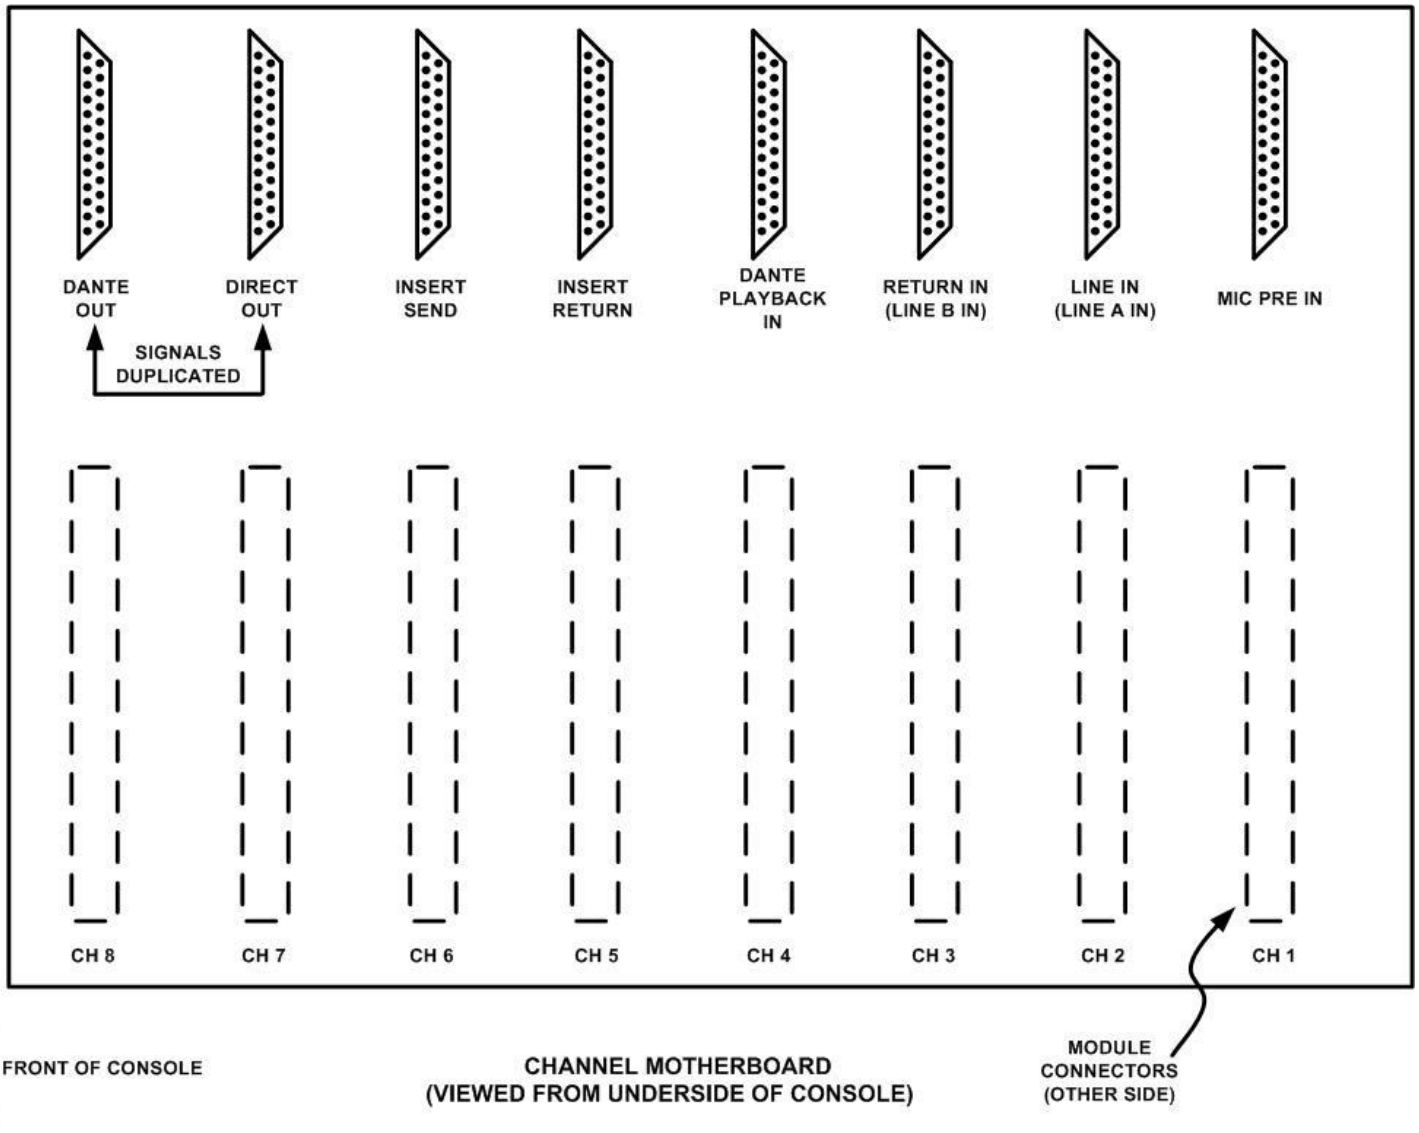 DANTE
OUT
DIRECT
OUT
INSERT
SEND
INSERT
RETURN
DANTE
PLAYBACK
IN
RETURN IN
(LINE B IN)
LINE IN
(LINE A IN)
MIC PRE IN
SIGNALS
DUPLICATED
CH 8
CH 7
CH 6
CH 5
CH 4
CH 3
CH 2
CH 1
FRONT OF CONSOLE
CHANNEL MOTHERBOARD
(VIEWED FROM UNDERSIDE OF CONSOLE)
MODULE
CONNECTORS
(OTHER SIDE)